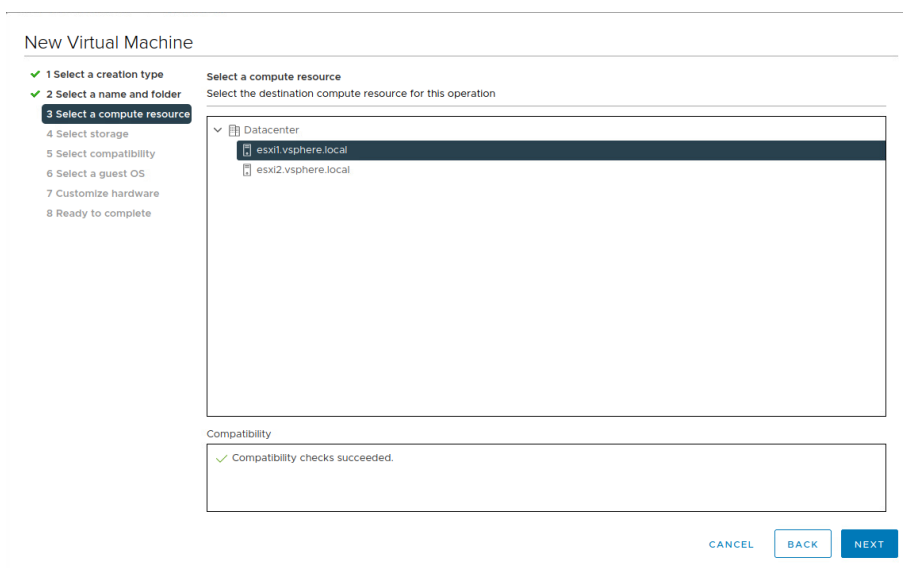 New Virtual Machine
1 Select a creation type
2 Select a name and folder
3 Select a compute resource
4 Select storage
5 Select compatibility
6 Select a guest OS
7 Customize hardware
8 Ready to complete
Select a compute resource
Select the destination compute resource for this operation
Datacenter
esxi1.vsphere.local
esxi2.vsphere.local
Compatibility
Compatibility checks succeeded.
CANCEL BACK NEXT